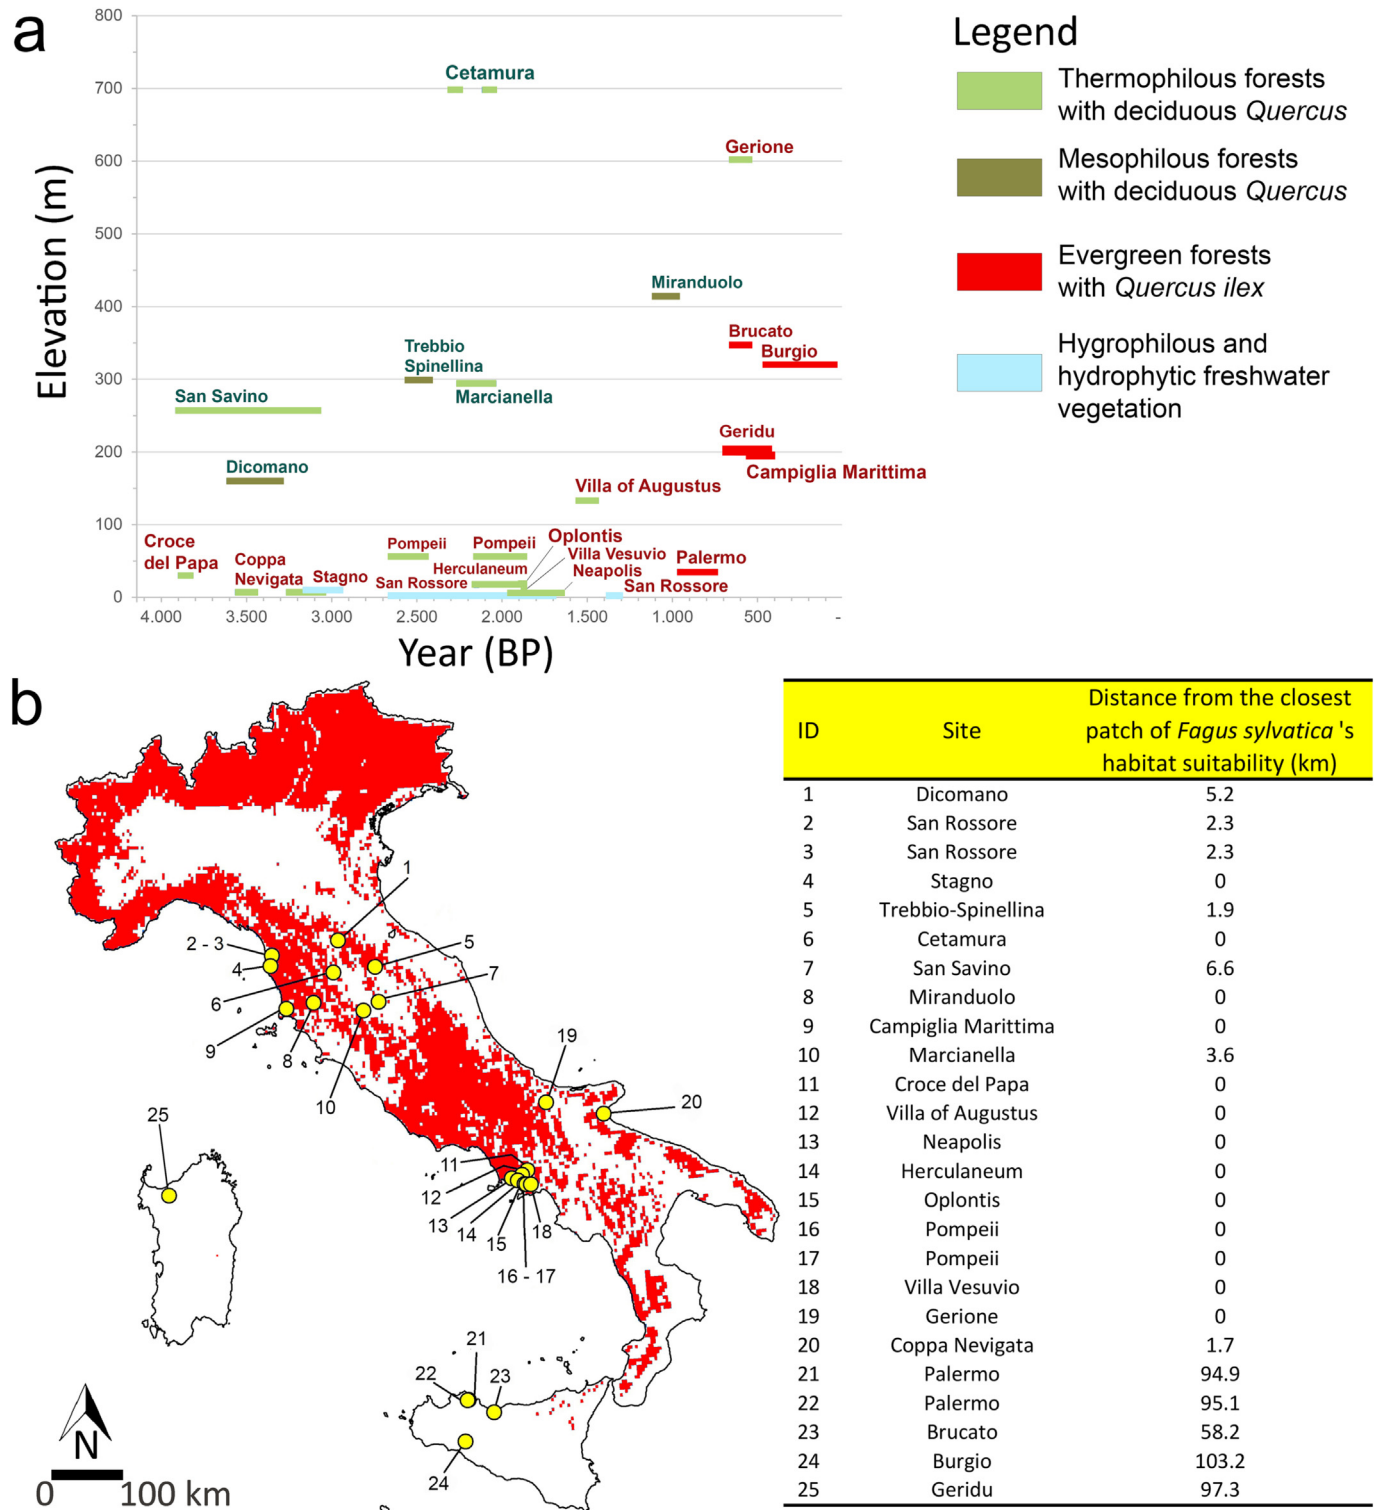 a
800
700
600
500
400
300
200
100
0
Elevation (m)
Cetamura
Gerione
Miranduolo
Brucato
Burgio
Trebbio
Spinellina
Marcianella
San Savino
Geridu
Campiglia Marittima
Dicomano
Villa of Augustus
Croce
del Papa
Coppa
Nevigata
Stagno
Pompeii
Pompeii
Oplontis
Villa Vesuvio
Herculaneum
Neapolis
San Rossore
San Rossore
Palermo
4.000 3.500 3.000 2.500 2.000 1.500 1.000 500 -
Year (BP)
Legend
Thermophilous forests
with deciduous Quercus
Mesophilous forests
with deciduous Quercus
Evergreen forests
with Quercus ilex
Hygrophilous and
hydrophytic freshwater
vegetation
b
1
2 - 3
4
5
6
7
8
9
10
19
20
25
11
12
13
14
15
16 - 17
18
21
22
23
24
N
0 100 km
ID Site Distance from the closest
patch of Fagus sylvatica 's
habitat suitability (km)
1 Dicomano 5.2
2 San Rossore 2.3
3 San Rossore 2.3
4 Stagno 0
5 Trebbio-Spinellina 1.9
6 Cetamura 0
7 San Savino 6.6
8 Miranduolo 0
9 Campiglia Marittima 0
10 Marcianella 3.6
11 Croce del Papa 0
12 Villa of Augustus 0
13 Neapolis 0
14 Herculaneum 0
15 Oplontis 0
16 Pompeii 0
17 Pompeii 0
18 Villa Vesuvio 0
19 Gerione 0
20 Coppa Nevigata 1.7
21 Palermo 94.9
22 Palermo 95.1
23 Brucato 58.2
24 Burgio 103.2
25 Geridu 97.3